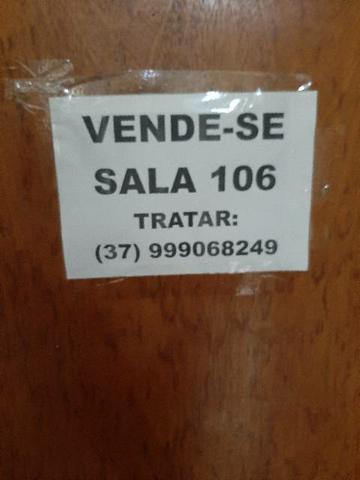 VENDE-SE
SALA 106
TRATAR:
(37) 999068249